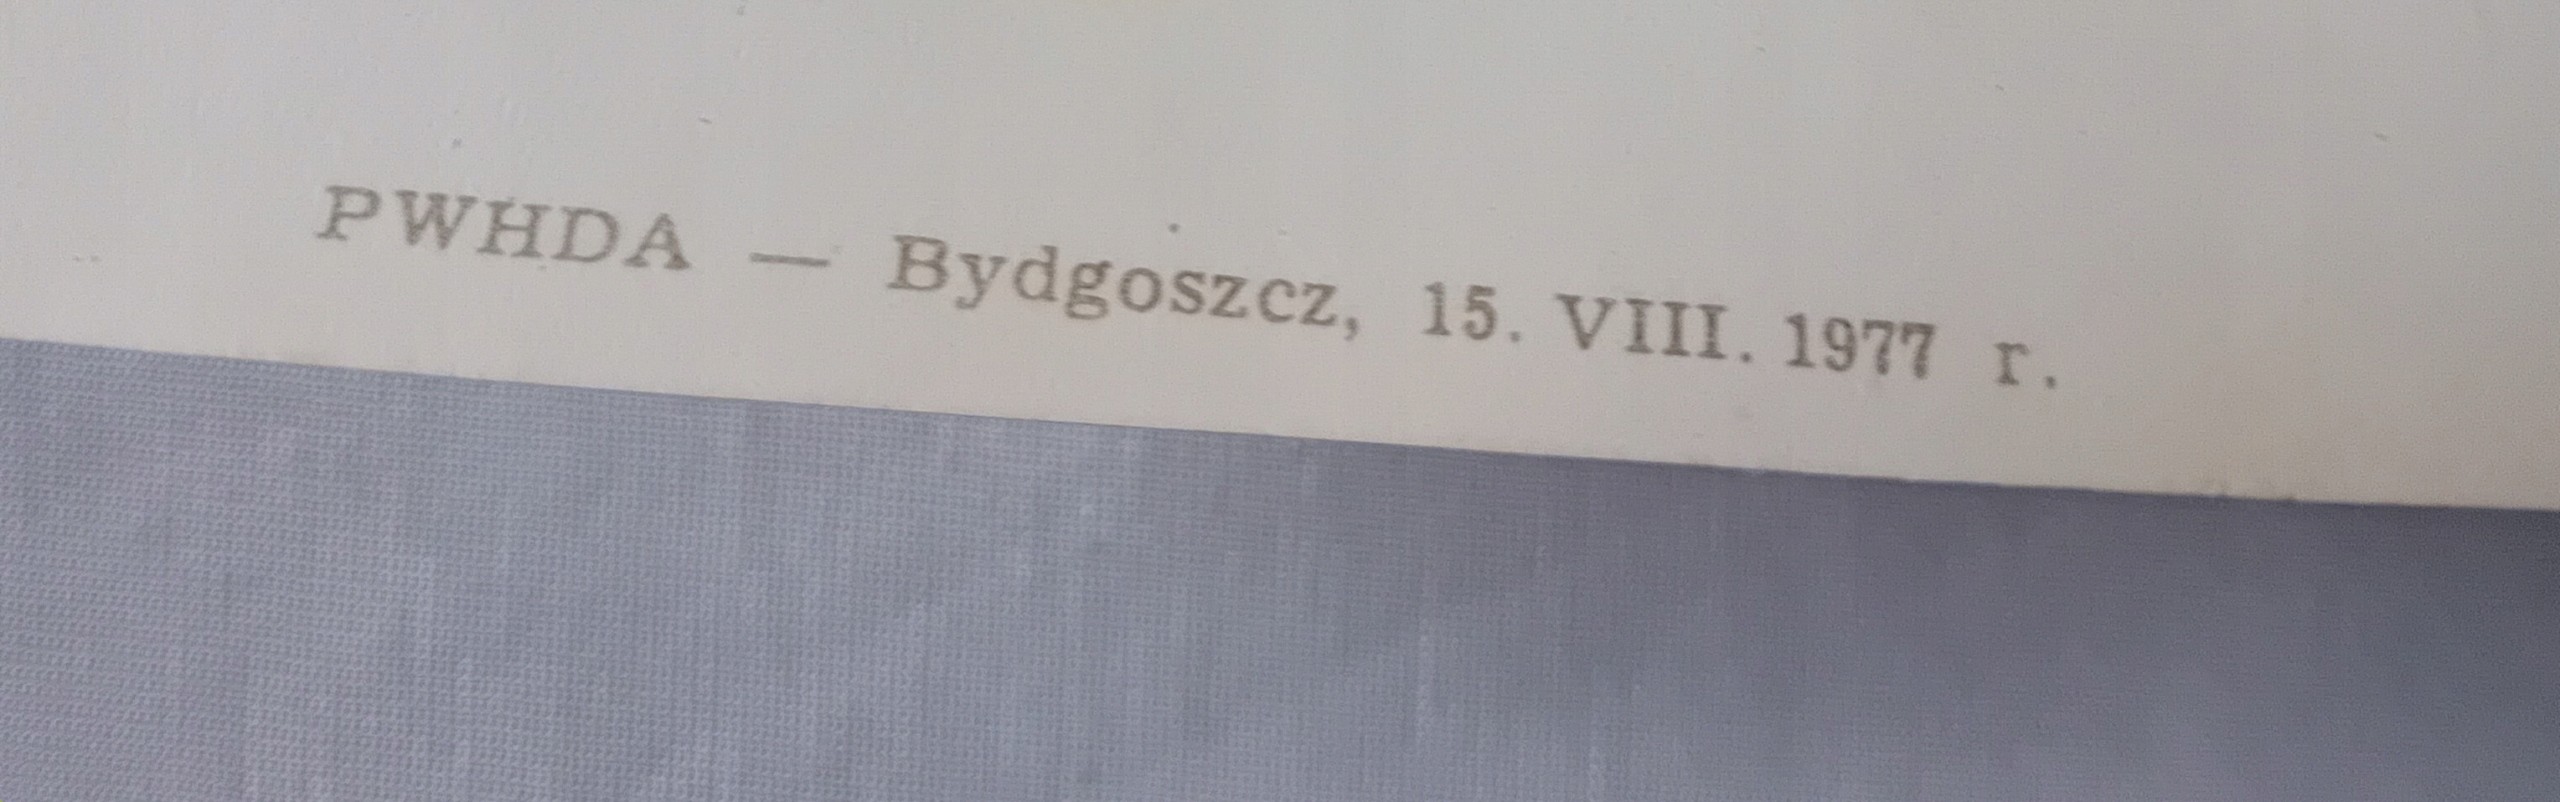 PWHDA — Bydgoszcz, 15. VIII. 1977 r.